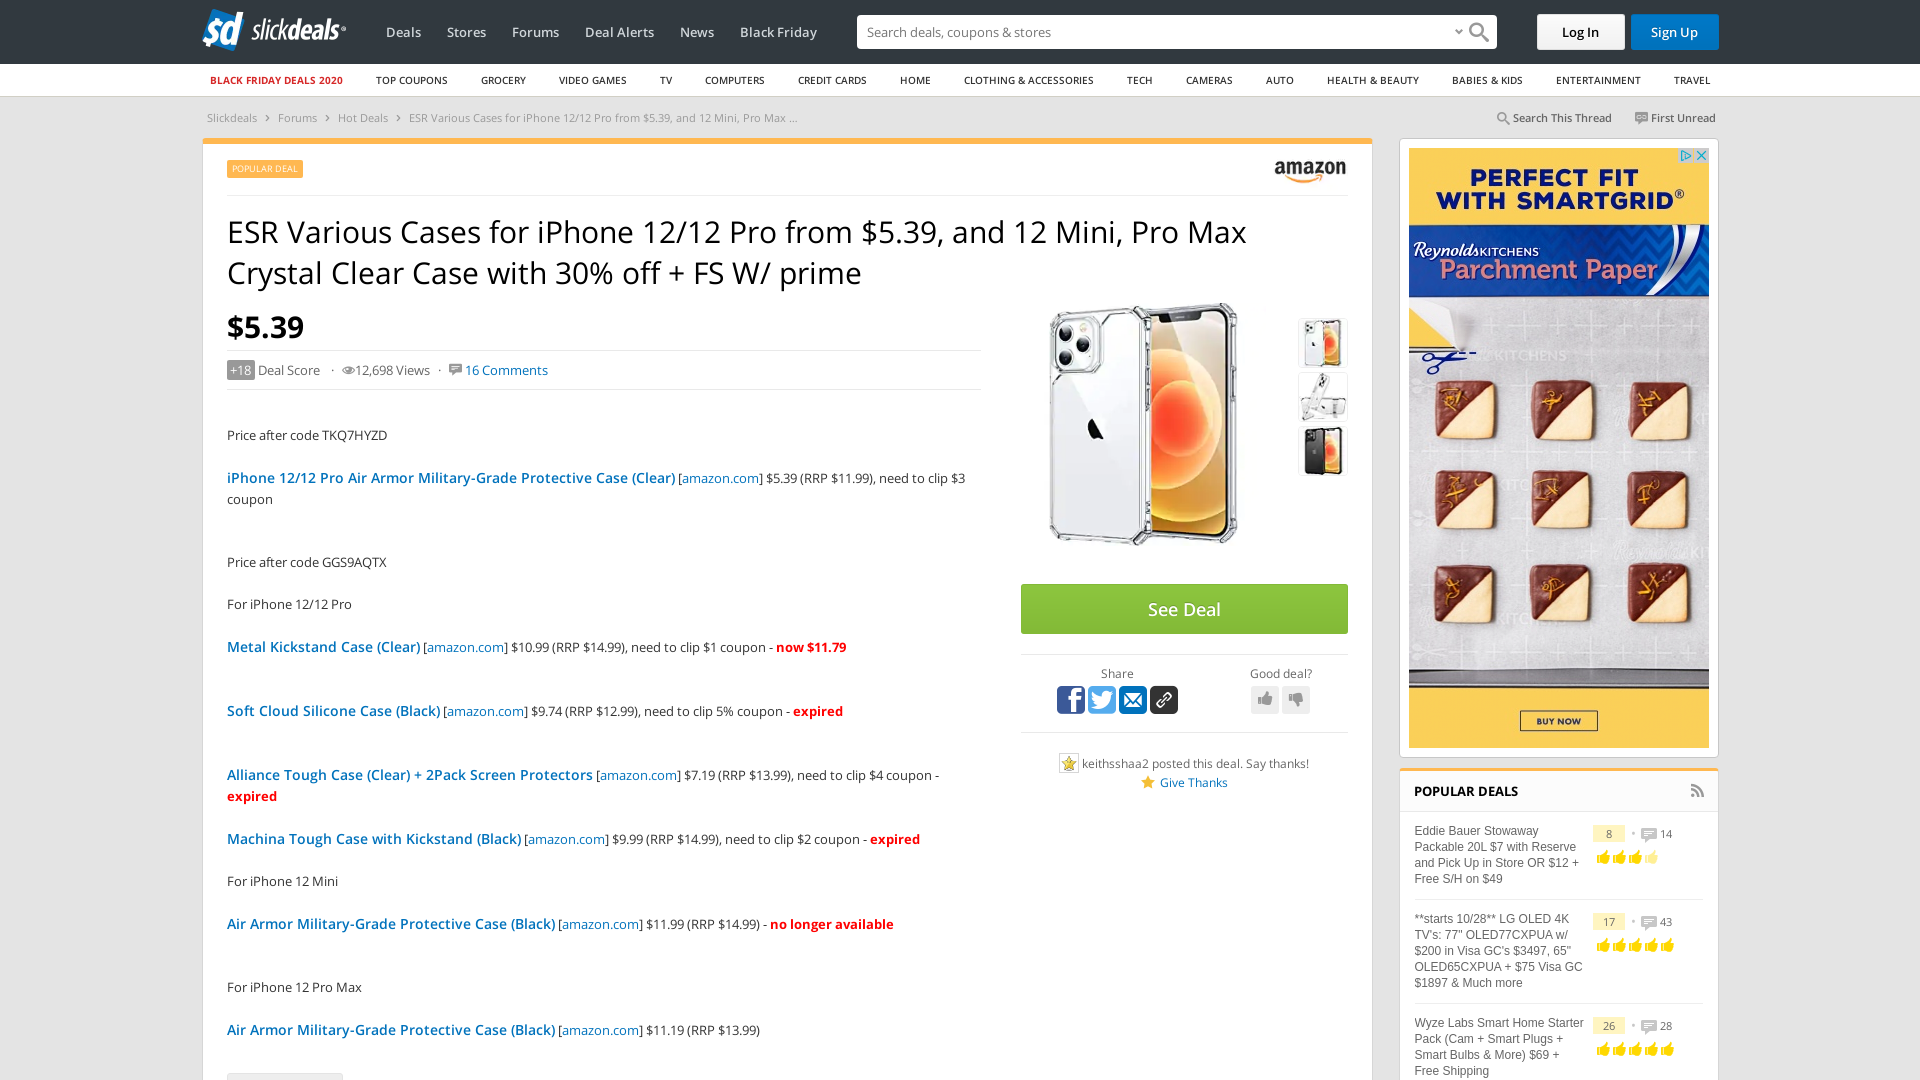 slickdeals
Deals
Stores
Forums
Deal Alerts
News
Black Friday
Search deals, coupons & stores
Log In
Sign Up
BLACK FRIDAY DEALS 2020
TOP COUPONS
GROCERY
VIDEO GAMES
TV
COMPUTERS
CREDIT CARDS
HOME
CLOTHING & ACCESSORIES
TECH
CAMERAS
AUTO
HEALTH & BEAUTY
BABIES & KIDS
ENTERTAINMENT
TRAVEL
Slickdeals > Forums > Hot Deals > ESR Various Cases for iPhone 12/12 Pro from $5.39, and 12 Mini, Pro Max ...
Search This Thread
First Unread
POPULAR DEAL
amazon
ESR Various Cases for iPhone 12/12 Pro from $5.39, and 12 Mini, Pro Max
Crystal Clear Case with 30% off + FS W/ prime
$5.39
+18 Deal Score · 12,698 Views · 16 Comments
Price after code TKQ7HYZD
iPhone 12/12 Pro Air Armor Military-Grade Protective Case (Clear) [amazon.com] $5.39 (RRP $11.99), need to clip $3
coupon
Price after code GGS9AQTX
For iPhone 12/12 Pro
Metal Kickstand Case (Clear) [amazon.com] $10.99 (RRP $14.99), need to clip $1 coupon - now $11.79
Soft Cloud Silicone Case (Black) [amazon.com] $9.74 (RRP $12.99), need to clip 5% coupon - expired
Alliance Tough Case (Clear) + 2Pack Screen Protectors [amazon.com] $7.19 (RRP $13.99), need to clip $4 coupon -
expired
Machina Tough Case with Kickstand (Black) [amazon.com] $9.99 (RRP $14.99), need to clip $2 coupon - expired
For iPhone 12 Mini
Air Armor Military-Grade Protective Case (Black) [amazon.com] $11.99 (RRP $14.99) - no longer available
For iPhone 12 Pro Max
Air Armor Military-Grade Protective Case (Black) [amazon.com] $11.19 (RRP $13.99)
See Deal
Share
Good deal?
keithsshaa2 posted this deal. Say thanks!
Give Thanks
PERFECT FIT
WITH SMARTGRID®
Reynolds KITCHENS
Parchment Paper
KITCHENS
BUY NOW
POPULAR DEALS
Eddie Bauer Stowaway
Packable 20L $7 with Reserve
and Pick Up in Store OR $12 +
Free S/H on $49
8 • 14
**starts 10/28** LG OLED 4K
TV's: 77" OLED77CXPUA w/
$200 in Visa GC's $3497, 65"
OLED65CXPUA + $75 Visa GC
$1897 & Much more
17 • 43
Wyze Labs Smart Home Starter
Pack (Cam + Smart Plugs +
Smart Bulbs & More) $69 +
Free Shipping
26 • 28